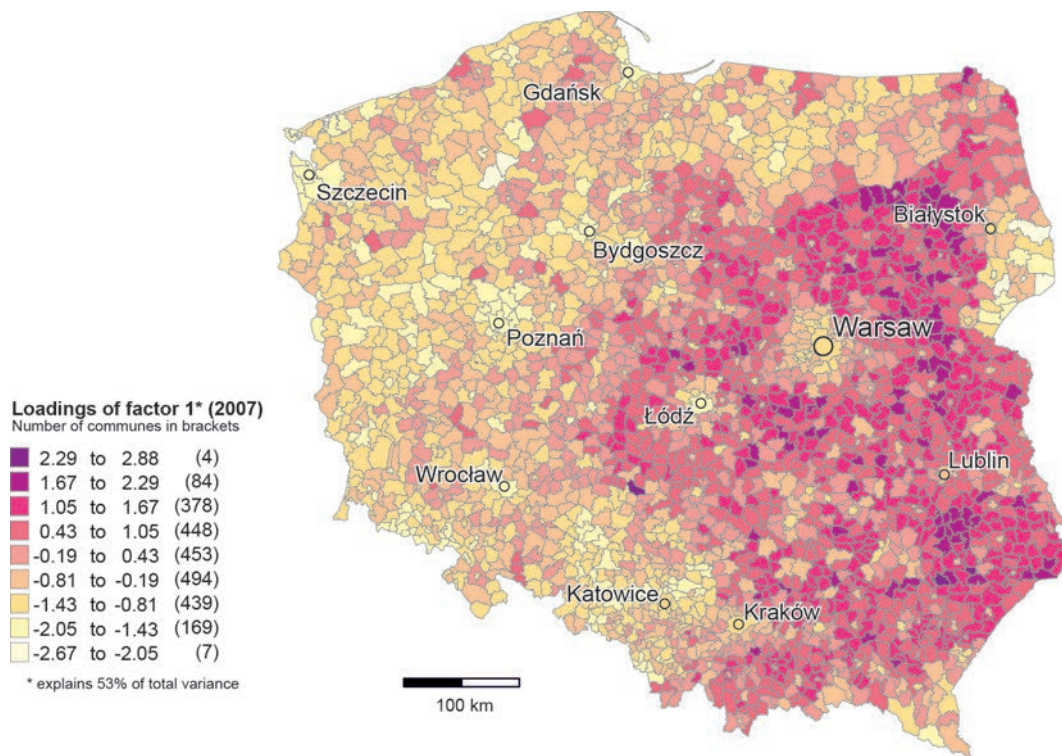 Gdańsk
Szczecin
Białystok
Bydgoszcz
Warsaw
Poznań
Łódź
Lublin
Wrocław
Katowice
Kraków
Loadings of factor 1* (2007)
Number of communes in brackets
2.29 to 2.88 (4)
1.67 to 2.29 (84)
1.05 to 1.67 (378)
0.43 to 1.05 (448)
-0.19 to 0.43 (453)
-0.81 to -0.19 (494)
-1.43 to -0.81 (439)
-2.05 to -1.43 (169)
-2.67 to -2.05 (7)
* explains 53% of total variance
100 km